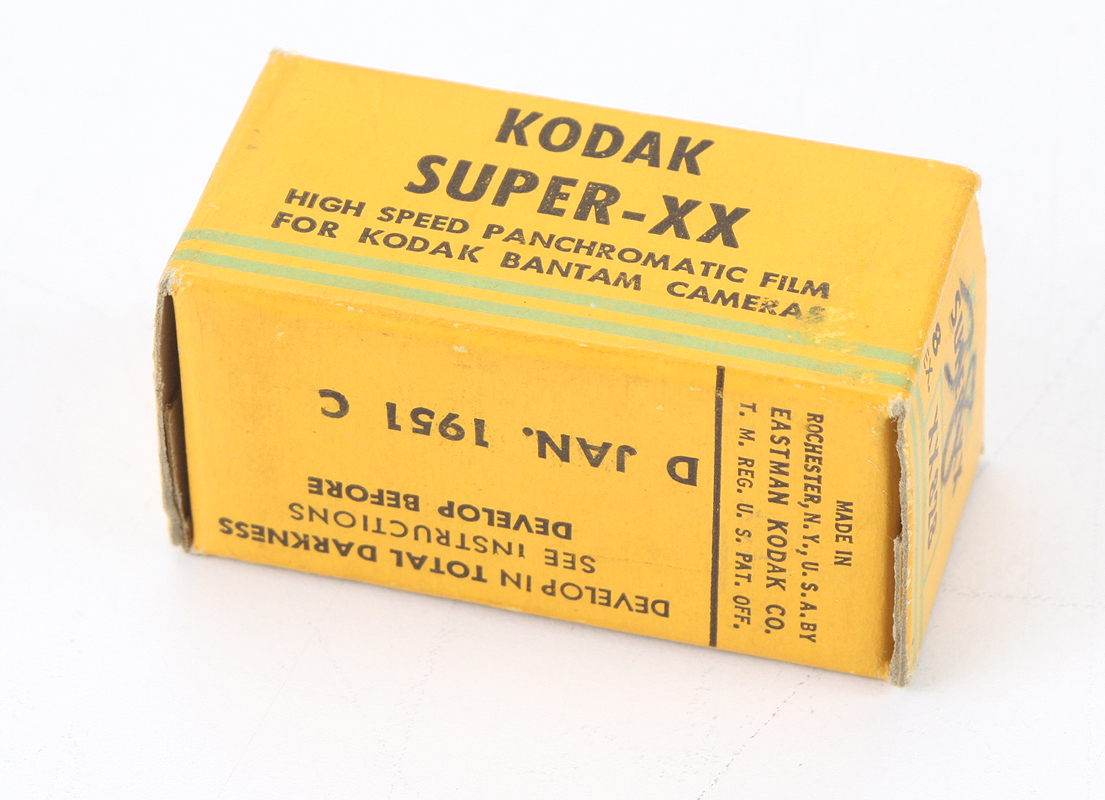 KODAK
SUPER-XX
HIGH SPEED PANCHROMATIC FILM
FOR KODAK BANTAM CAMERAS
DEVELOP IN TOTAL DARKNESS
SEE INSTRUCTIONS
DEVELOP BEFORE
D JAN. 1951 C
MADE IN
ROCHESTER, N.Y., U. S. A. BY
EASTMAN KODAK CO.
T. M. REG. U. S. PAT. OFF.